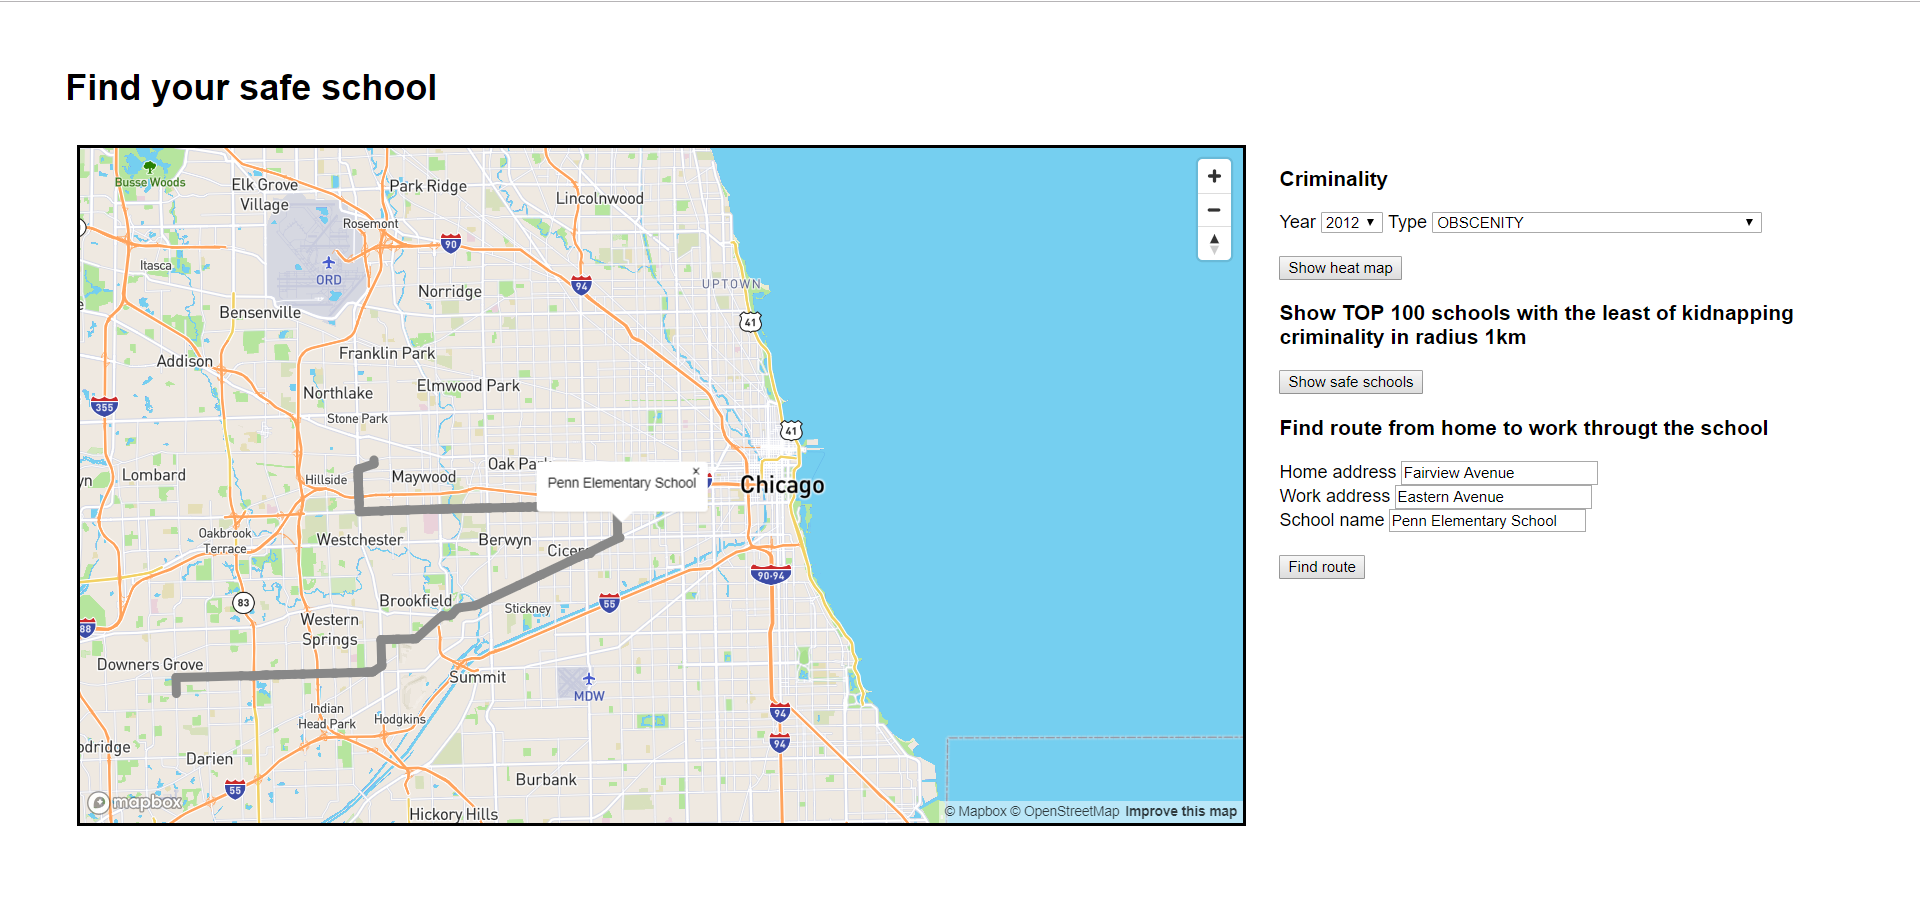 Find your safe school
Busse Woods
Elk Grove
Village
Park Ridge
Lincolnwood
Rosemont
90
Itasca
ORD
94
UPTOWN
Norridge
Bensenville
41
Franklin Park
Addison
Elmwood Park
Northlake
355
Stone Park
41
Oak Park
Lombard
Hillside
Maywood
Penn Elementary School
×
Chicago
Oakbrook
Terrace
Westchester
Berwyn
Cicero
90-94
83
Brookfield
Stickney
55
Western
Springs
88
Downers Grove
Summit
MDW
Indian
Head Park
Hodgkins
94
94
Darien
Burbank
55
mapbox
Hickory Hills
© Mapbox © OpenStreetMap Improve this map
Criminality
Year 2012 ▼ Type OBSCENITY ▼
Show heat map
Show TOP 100 schools with the least of kidnapping
criminality in radius 1km
Show safe schools
Find route from home to work througt the school
Home address Fairview Avenue
Work address Eastern Avenue
School name Penn Elementary School
Find route